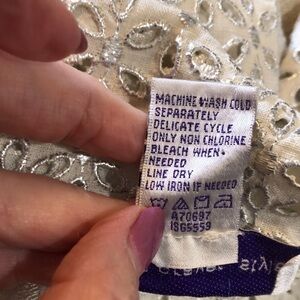 MACHINE WASH COLD
SEPARATELY
DELICATE CYCLE
ONLY NON CHLORINE
BLEACH WHEN
NEEDED
LINE DRY
LOW IRON IF NEEDED
A70697
ISG5559